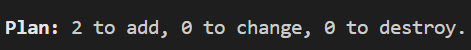 Plan: 2 to add, 0 to change, 0 to destroy.